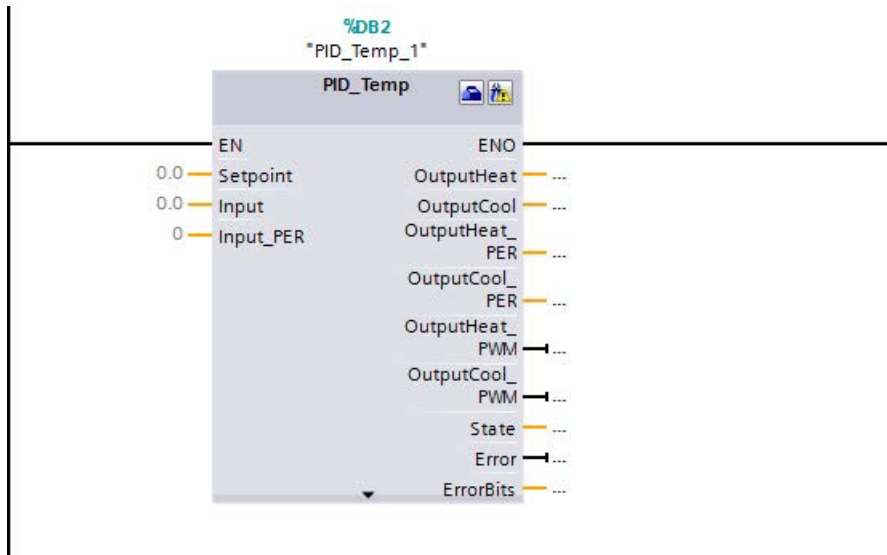 %DB2
"PID_Temp_1"
PID_Temp
EN ENO
0.0 Setpoint OutputHeat ...
0.0 Input OutputCool ...
0 Input_PER OutputHeat_
PER ...
OutputCool_
PER ...
OutputHeat_
PWM ...
OutputCool_
PWM ...
State ...
Error ...
ErrorBits ...